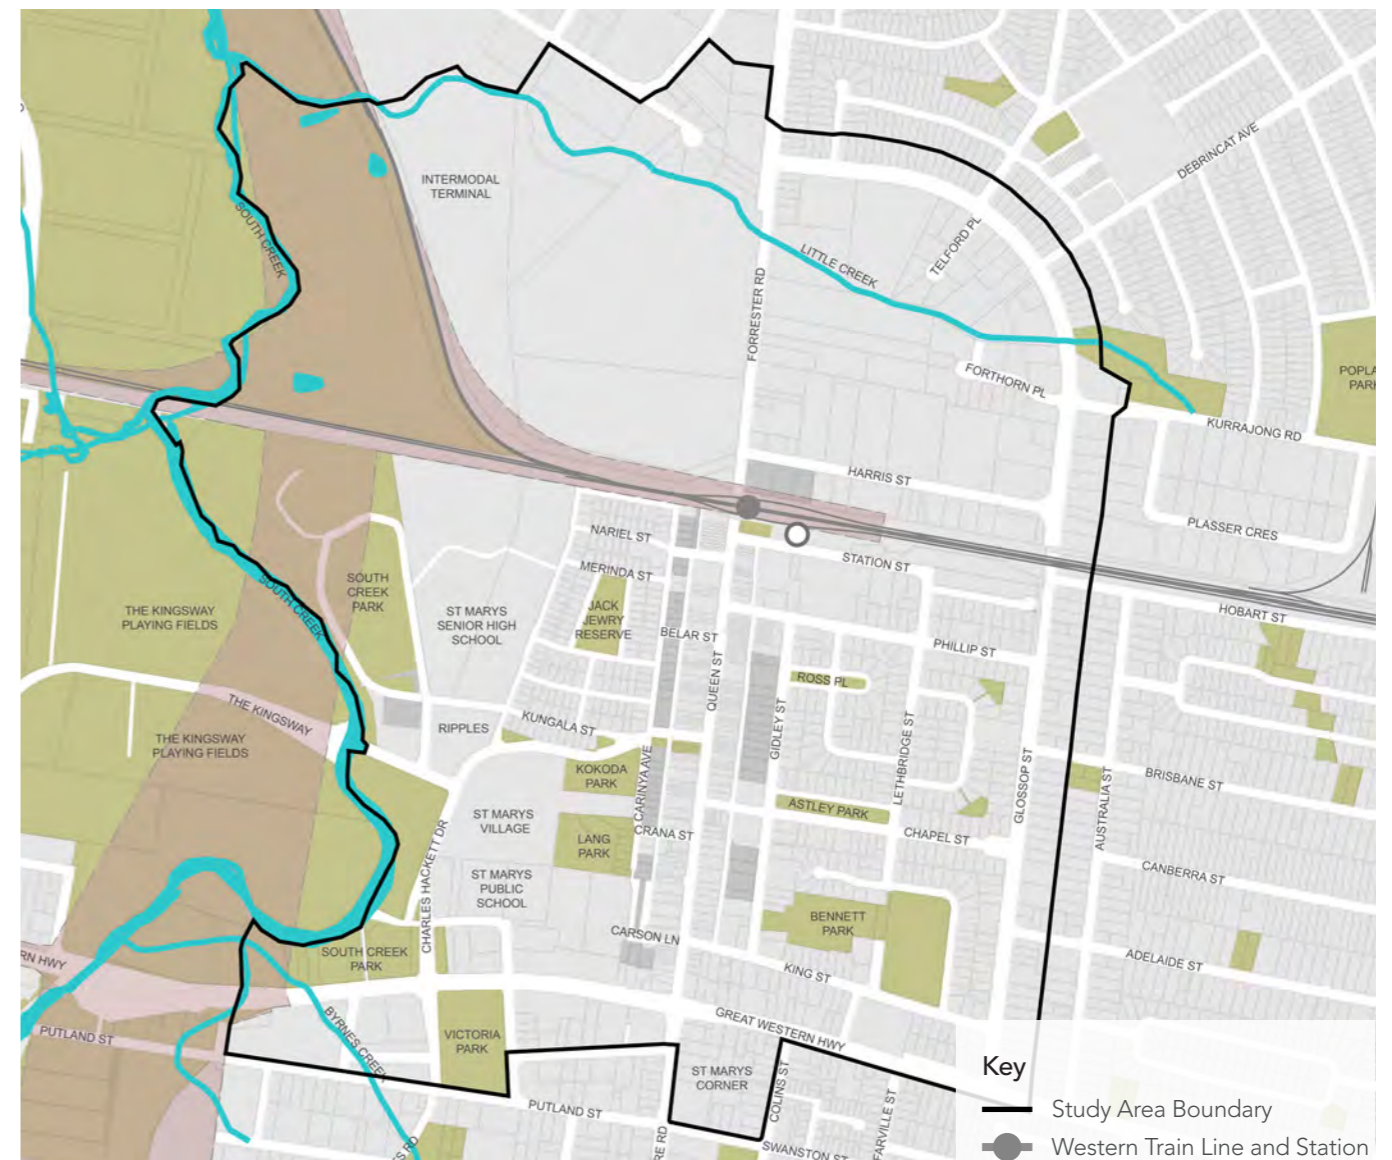 DEBRINCAT AVE
INTERMODAL
TERMINAL
SOUTH CREEK
TELFORD PL
LITTLE CREEK
FORRESTER RD
FORTHORN PL
KURRAJONG RD
HARRIS ST
PLASSER CRES
NARIEL ST
STATION ST
MERINDA ST
SOUTH
CREEK
PARK
JACK
JEWRY
RESERVE
HOBART ST
THE KINGSWAY
PLAYING FIELDS
SOUTH CREEK
ST MARYS
SENIOR HIGH
SCHOOL
BELAR ST
PHILLIP ST
QUEEN ST
ROSS PL
THE KINGSWAY
RIPPLES
KUNGALA ST
GIDLEY ST
LETHBRIDGE ST
THE KINGSWAY
PLAYING FIELDS
KOKODA
PARK
CARINYA AVE
GLOSSOP ST
AUSTRALIA ST
BRISBANE ST
ST MARYS
VILLAGE
ASTLEY PARK
CHAPEL ST
CRANA ST
LANG
PARK
CHARLES HACKETT DR
ST MARYS
PUBLIC
SCHOOL
CANBERRA ST
BENNETT
PARK
CARSON LN
SOUTH CREEK
PARK
KING ST
ADELAIDE ST
HWY
GREAT WESTERN HWY
PUTLAND ST
BYRNES CREEK
VICTORIA
PARK
ST MARYS
CORNER
COLINS ST
PUTLAND ST
FARVILLE ST
SWANSTON ST
RD
Key
Study Area Boundary
Western Train Line and Station